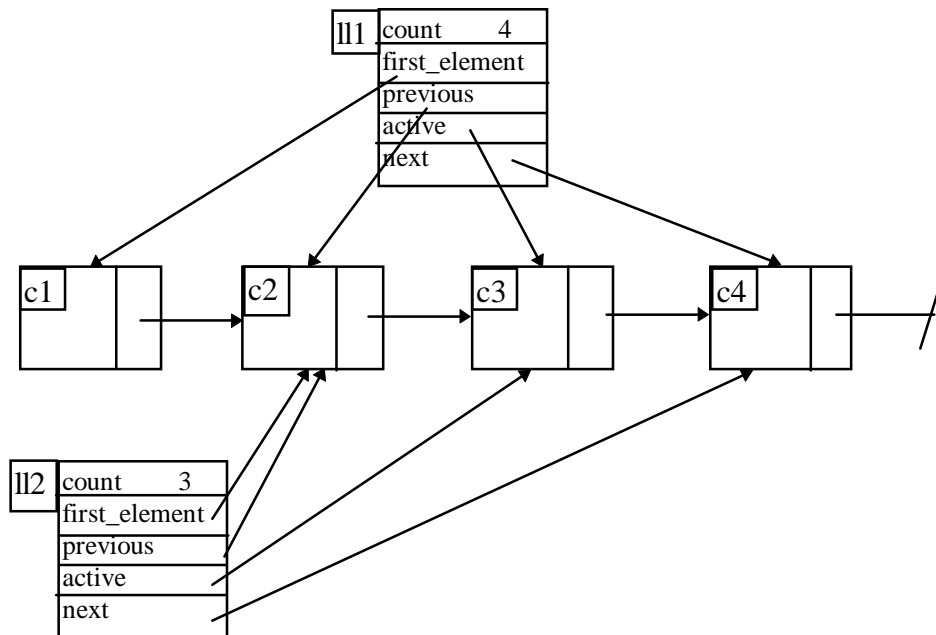 ll1
count 4
first_element
previous
active
next
c1
c2
c3
c4
ll2
count 3
first_element
previous
active
next